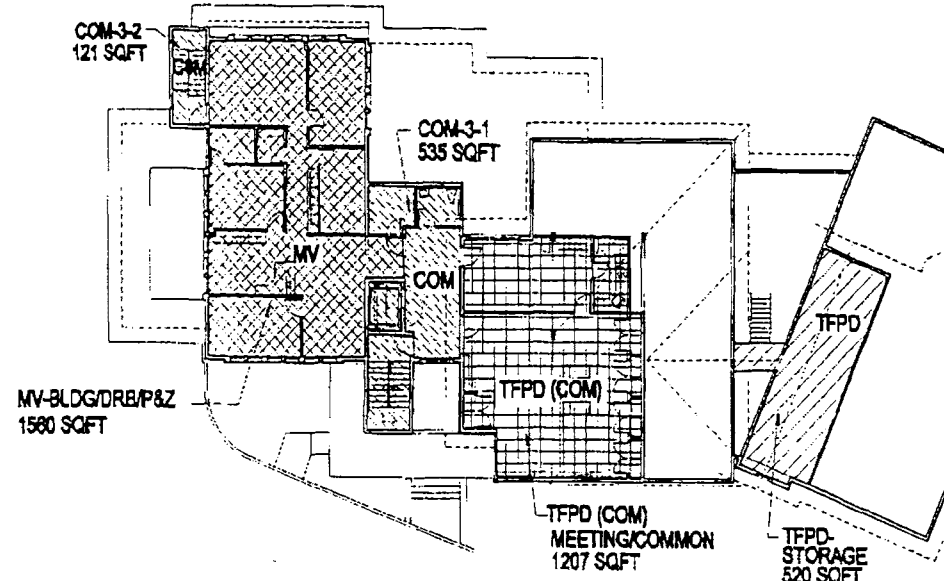 COM-3-2
121 SQFT
COM
COM-3-1
535 SQFT
MV
COM
TFPD
TFPD (COM)
MV-BLDG/DRB/P&Z
1560 SQFT
TFPD (COM)
MEETING/COMMON
1207 SQFT
TFPD-
STORAGE
520 SQFT